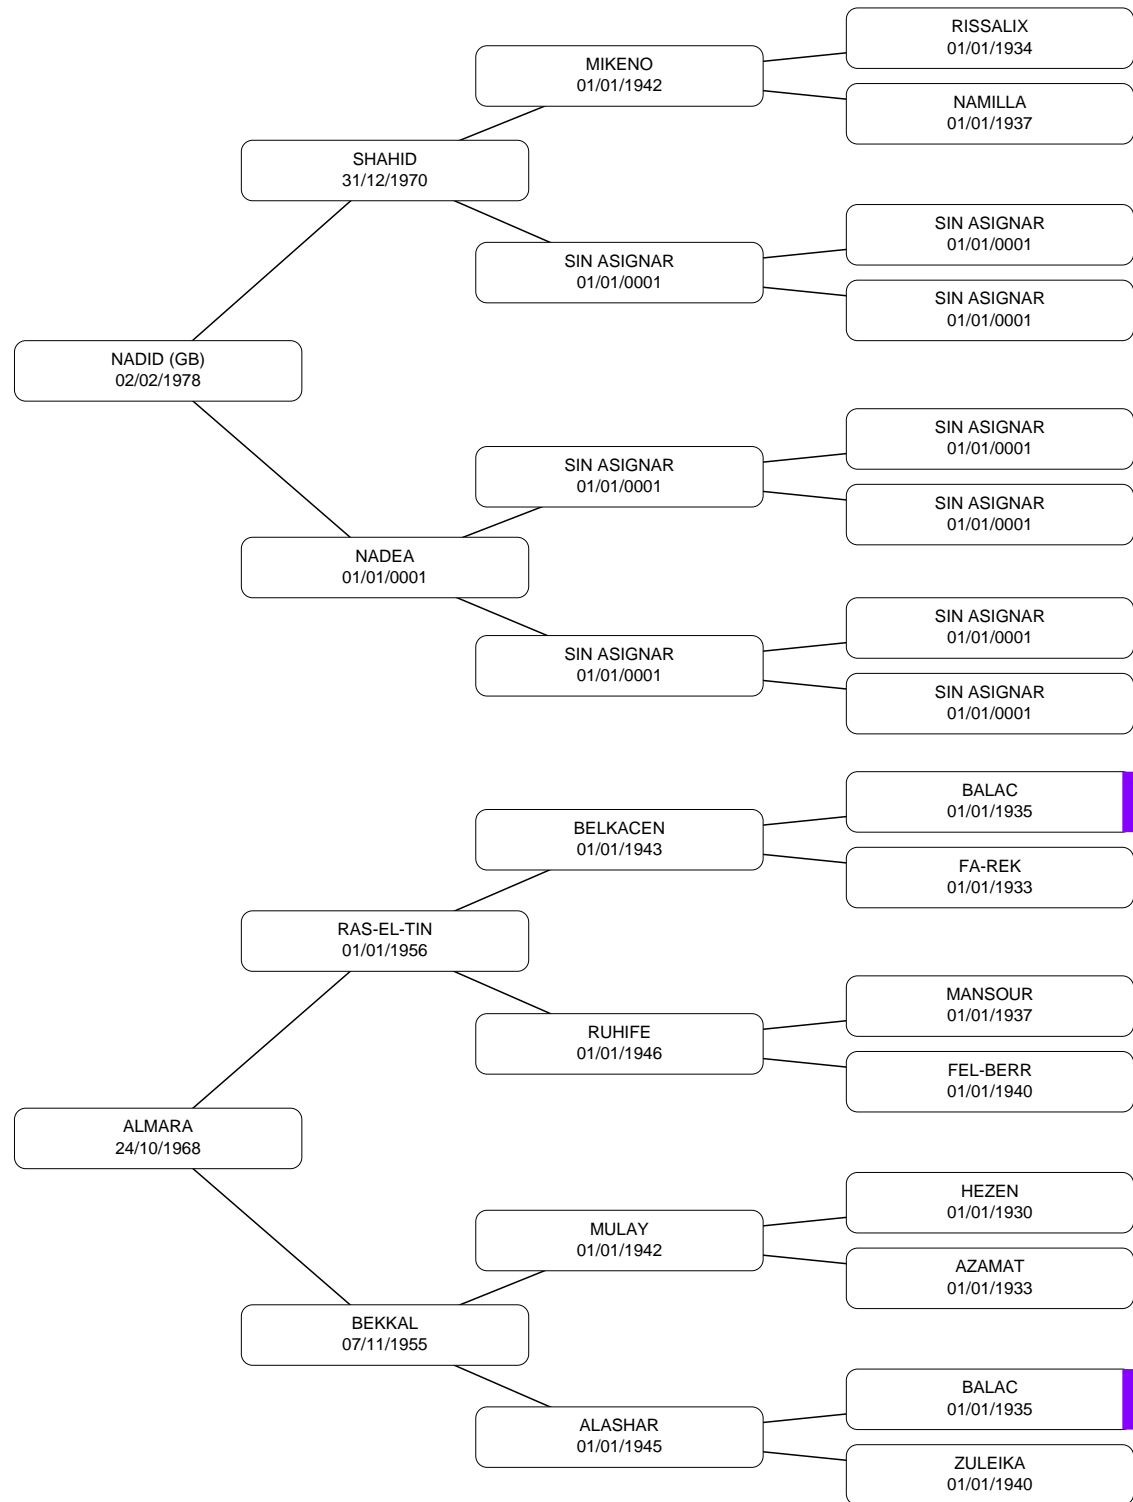 RISSALIX
01/01/1934
MIKENO
01/01/1942
NAMILLA
01/01/1937
SHAHID
31/12/1970
SIN ASIGNAR
01/01/0001
SIN ASIGNAR
01/01/0001
SIN ASIGNAR
01/01/0001
NADID (GB)
02/02/1978
SIN ASIGNAR
01/01/0001
SIN ASIGNAR
01/01/0001
SIN ASIGNAR
01/01/0001
NADEA
01/01/0001
SIN ASIGNAR
01/01/0001
SIN ASIGNAR
01/01/0001
SIN ASIGNAR
01/01/0001
BALAC
01/01/1935
BELKACEN
01/01/1943
FA-REK
01/01/1933
RAS-EL-TIN
01/01/1956
MANSOUR
01/01/1937
RUHIFE
01/01/1946
FEL-BERR
01/01/1940
ALMARA
24/10/1968
HEZEN
01/01/1930
MULAY
01/01/1942
AZAMAT
01/01/1933
BEKKAL
07/11/1955
BALAC
01/01/1935
ALASHAR
01/01/1945
ZULEIKA
01/01/1940